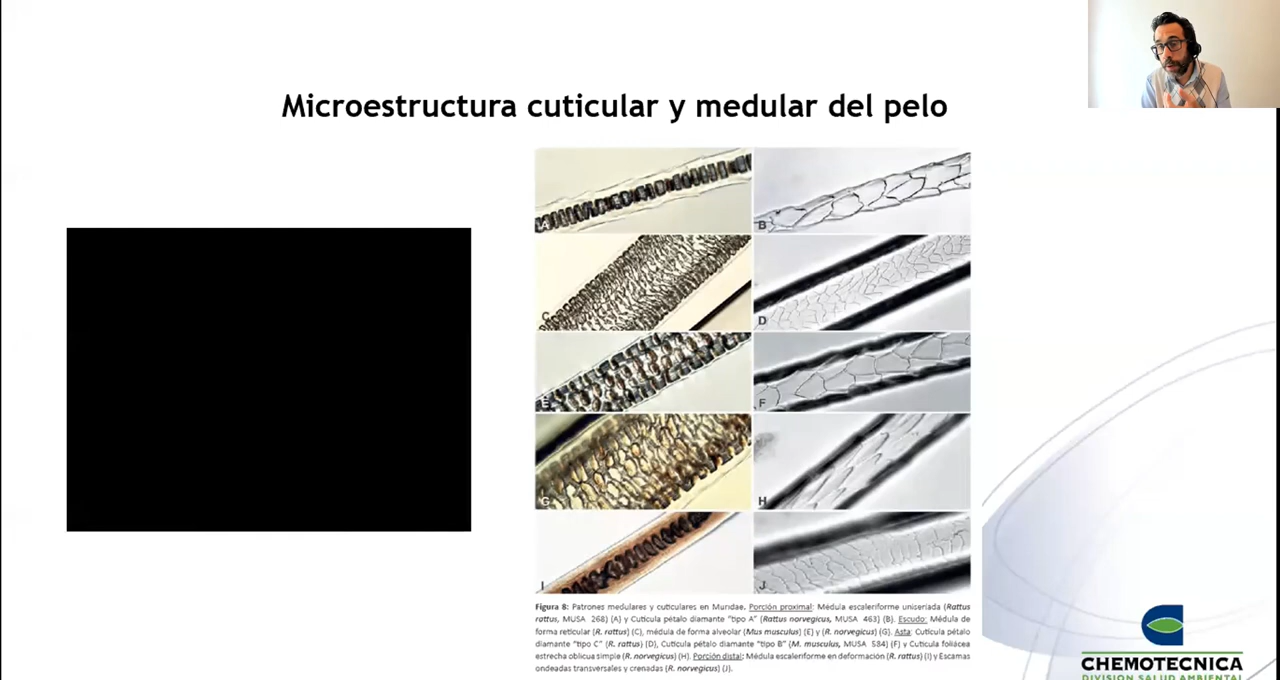 Microestructura cuticular y medular del pelo
A
B
C
D
E
F
G
H
I
J
Figura 8: Patrones medulares y cuticulares en Muridae. Porción proximal: Médula escaleriforme uniseriada (Rattus
rattus, MUSA 268) (A) y Cutícula pétalo diamante "tipo A" (Rattus norvegicus, MUSA 463) (B). Escudo: Médula de
forma reticular (R. rattus) (C), médula de forma alveolar (Mus musculus) (E) y (R. norvegicus) (G). Asta: Cutícula pétalo
diamante "tipo C" (R. rattus) (D), Cutícula pétalo diamante "tipo B" (M. musculus, MUSA 584) (F) y Cutícula foliácea
estrecha oblicua simple (R. norvegicus) (H). Porción distal: Médula escaleriforme en deformación (R. rattus) (I) y Escamas
ondeadas transversales y crenadas (R. norvegicus) (J).
CHEMOTECNICA
DIVISION SALUD AMBIENTAL